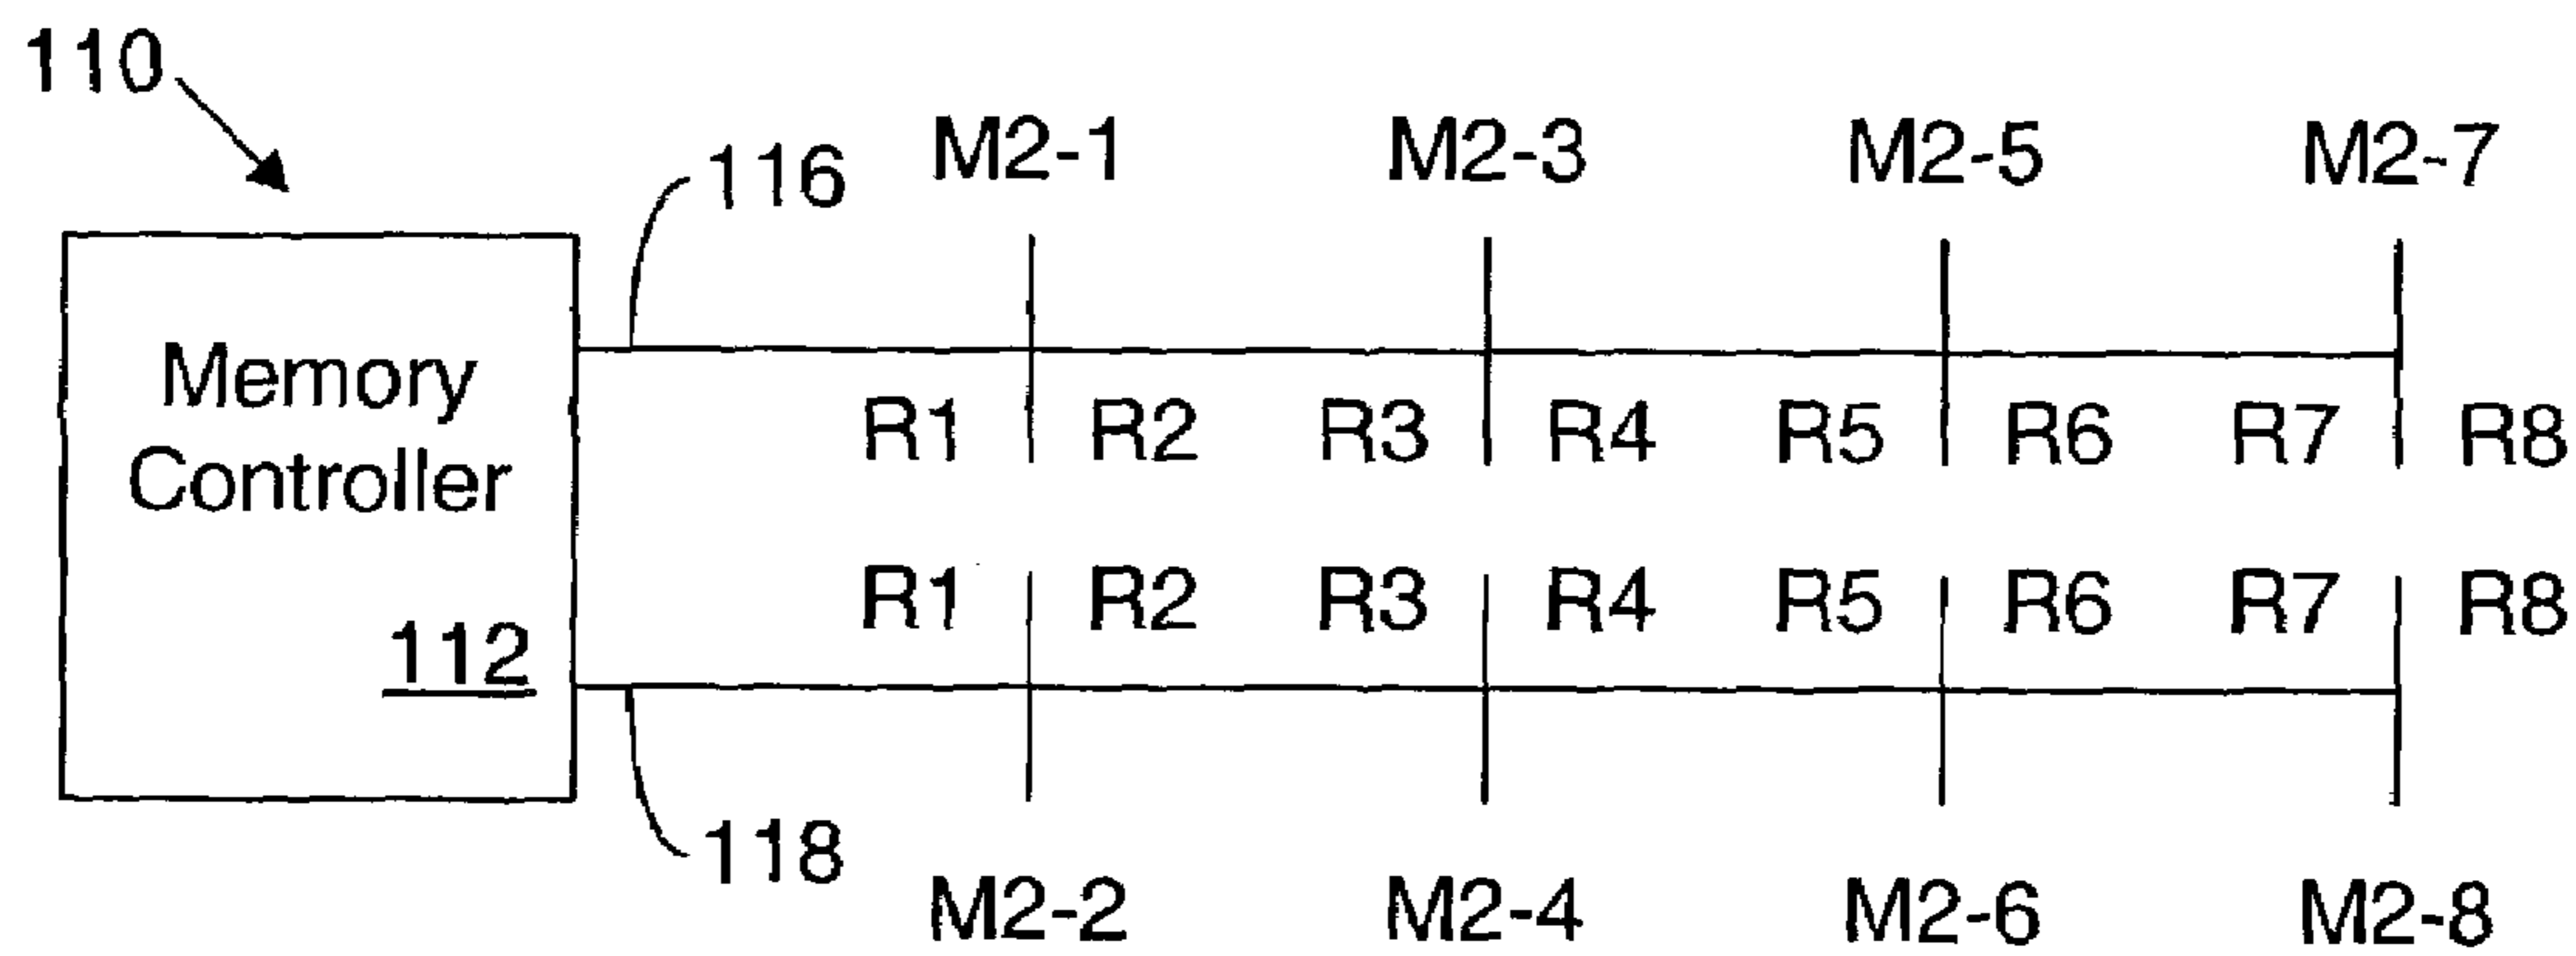 110
M2-1 M2-3 M2-5 M2-7
116
Memory
Controller
112
R1 R2 R3 R4 R5 R6 R7 R8
R1 R2 R3 R4 R5 R6 R7 R8
118
M2-2 M2-4 M2-6 M2-8